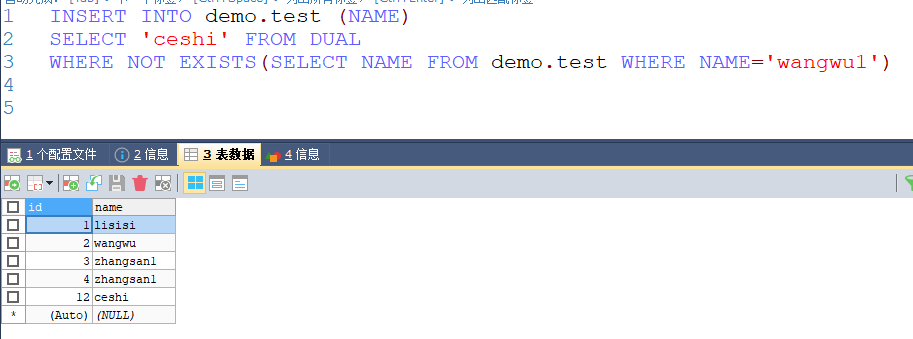 1 INSERT INTO demo.test (NAME)
2 SELECT 'ceshi' FROM DUAL
3 WHERE NOT EXISTS(SELECT NAME FROM demo.test WHERE NAME='wangwu1')
4
5
1 个配置文件 2 信息 3 表数据 4 信息
id name
1 lisisi
2 wangwu
3 zhangsan1
4 zhangsan1
12 ceshi
* (Auto) (NULL)